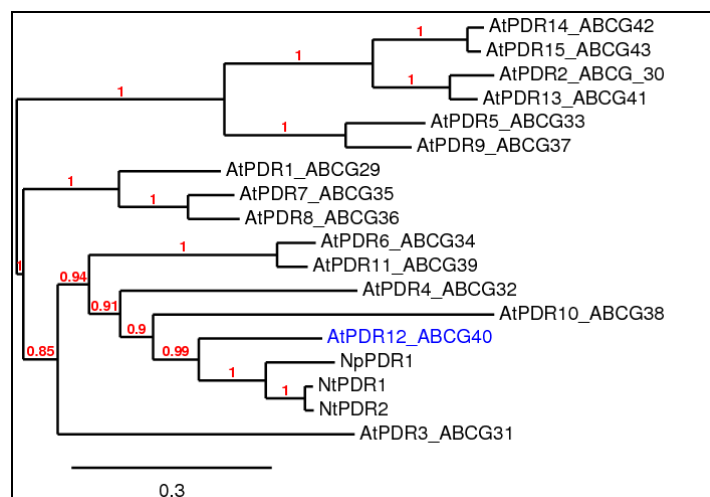 AtPDR14_ABCG42
1
AtPDR15_ABCG43
1
AtPDR2_ABCG_30
1
1
AtPDR13_ABCG41
AtPDR5_ABCG33
1
AtPDR9_ABCG37
AtPDR1_ABCG29
1
AtPDR7_ABCG35
1
AtPDR8_ABCG36
AtPDR6_ABCG34
1
AtPDR11_ABCG39
1
0.94
AtPDR4_ABCG32
0.91
AtPDR10_ABCG38
0.9
AtPDR12_ABCG40
0.99
0.85
NpPDR1
1
NtPDR1
1
NtPDR2
AtPDR3_ABCG31
0.3